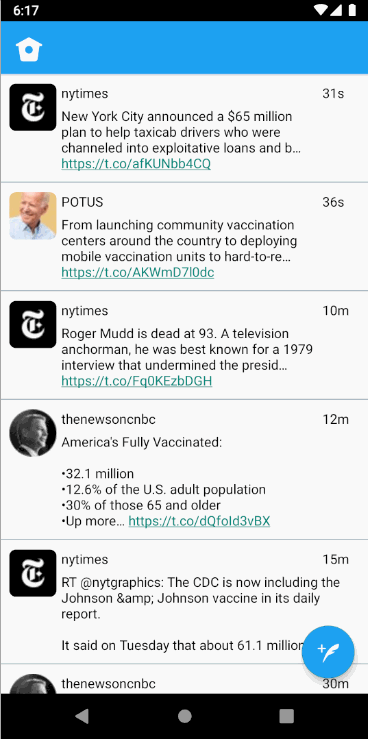 6:17
nytimes 31s
New York City announced a $65 million
plan to help taxicab drivers who were
channeled into exploitative loans and b…
https://t.co/afKUNbb4CQ
POTUS 36s
From launching community vaccination
centers around the country to deploying
mobile vaccination units to hard-to-re…
https://t.co/AKWmD7l0dc
nytimes 10m
Roger Mudd is dead at 93. A television
anchorman, he was best known for a 1979
interview that undermined the presid…
https://t.co/Fq0KEzbDGH
thenewsoncnbc 12m
America's Fully Vaccinated:
•32.1 million
•12.6% of the U.S. adult population
•30% of those 65 and older
•Up more… https://t.co/dQfoId3vBX
nytimes 15m
RT @nytgraphics: The CDC is now including the
Johnson &amp; Johnson vaccine in its daily
report.
It said on Tuesday that about 61.1 million
thenewsoncnbc 30m